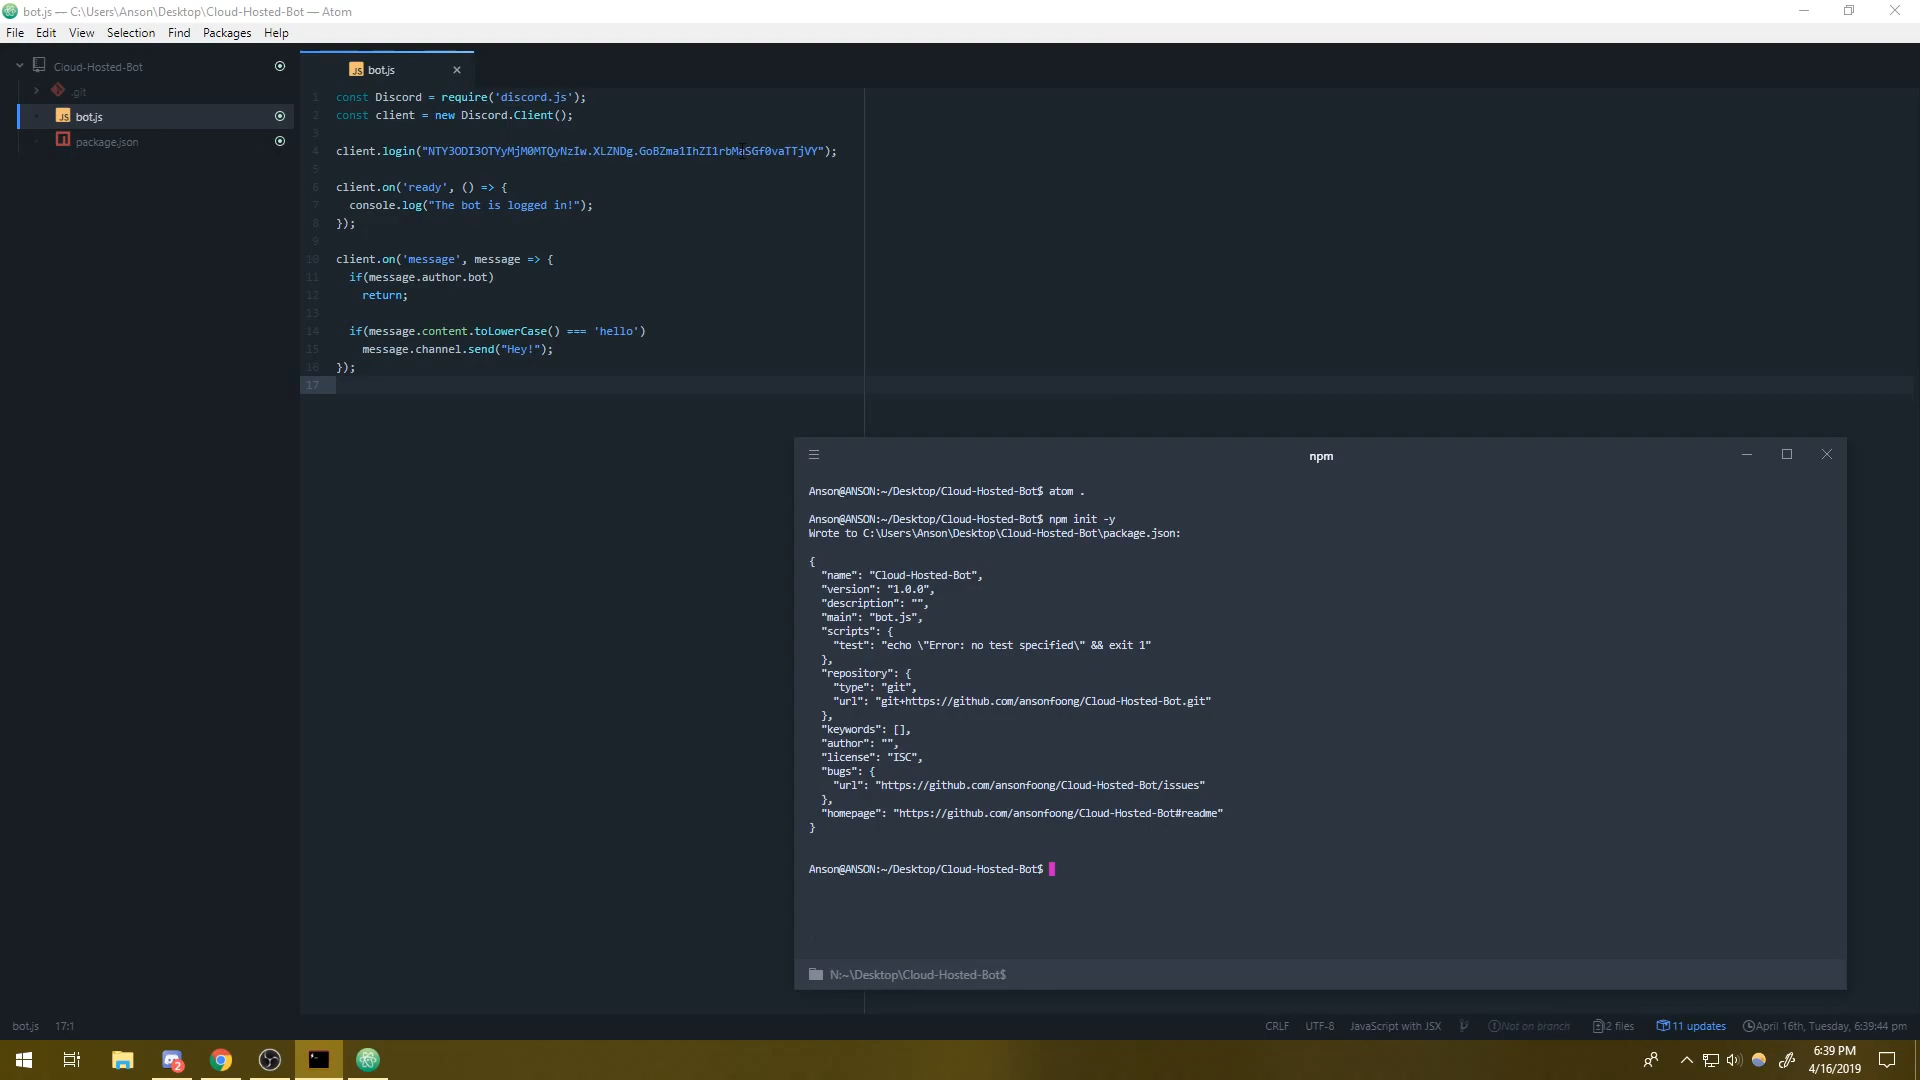 bot.js — C:\Users\Anson\Desktop\Cloud-Hosted-Bot — Atom
File Edit View Selection Find Packages Help
Cloud-Hosted-Bot
.git
bot.js
package.json
bot.js
1 const Discord = require('discord.js');
2 const client = new Discord.Client();
3
4 client.login("NTY3ODI3OTYyMjM0MTQyNzIw.XLZNDg.GoBZma1IhZI1rbMaSGf0vaTTjVY");
5
6 client.on('ready', () => {
7 console.log("The bot is logged in!");
8 });
9
10 client.on('message', message => {
11 if(message.author.bot)
12 return;
13
14 if(message.content.toLowerCase() === 'hello')
15 message.channel.send("Hey!");
16 });
17
npm
Anson@ANSON:~/Desktop/Cloud-Hosted-Bot$ atom .
Anson@ANSON:~/Desktop/Cloud-Hosted-Bot$ npm init -y
Wrote to C:\Users\Anson\Desktop\Cloud-Hosted-Bot\package.json:
{
"name": "Cloud-Hosted-Bot",
"version": "1.0.0",
"description": "",
"main": "bot.js",
"scripts": {
"test": "echo \"Error: no test specified\" && exit 1"
},
"repository": {
"type": "git",
"url": "git+https://github.com/ansonfoong/Cloud-Hosted-Bot.git"
},
"keywords": [],
"author": "",
"license": "ISC",
"bugs": {
"url": "https://github.com/ansonfoong/Cloud-Hosted-Bot/issues"
},
"homepage": "https://github.com/ansonfoong/Cloud-Hosted-Bot#readme"
}
Anson@ANSON:~/Desktop/Cloud-Hosted-Bot$
N:~\Desktop\Cloud-Hosted-Bot$
bot.js 17:1 CRLF UTF-8 JavaScript with JSX Not on branch 2 files 11 updates April 16th, Tuesday, 6:39:44 pm
2
6:39 PM
4/16/2019